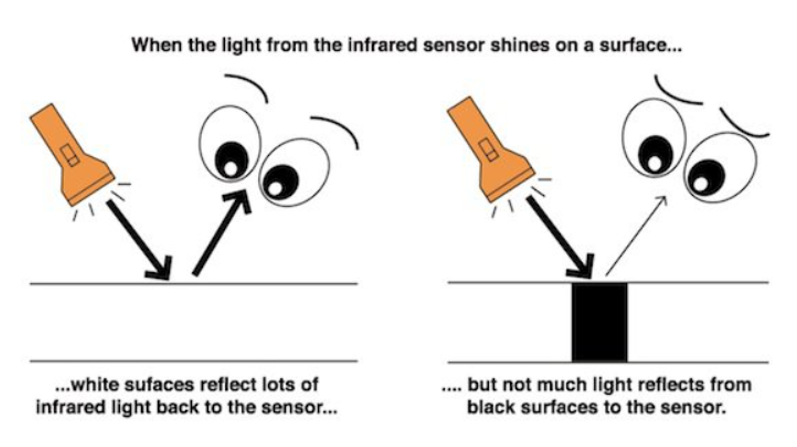 When the light from the infrared sensor shines on a surface...
...white sufaces reflect lots of
infrared light back to the sensor...
.... but not much light reflects from
black surfaces to the sensor.